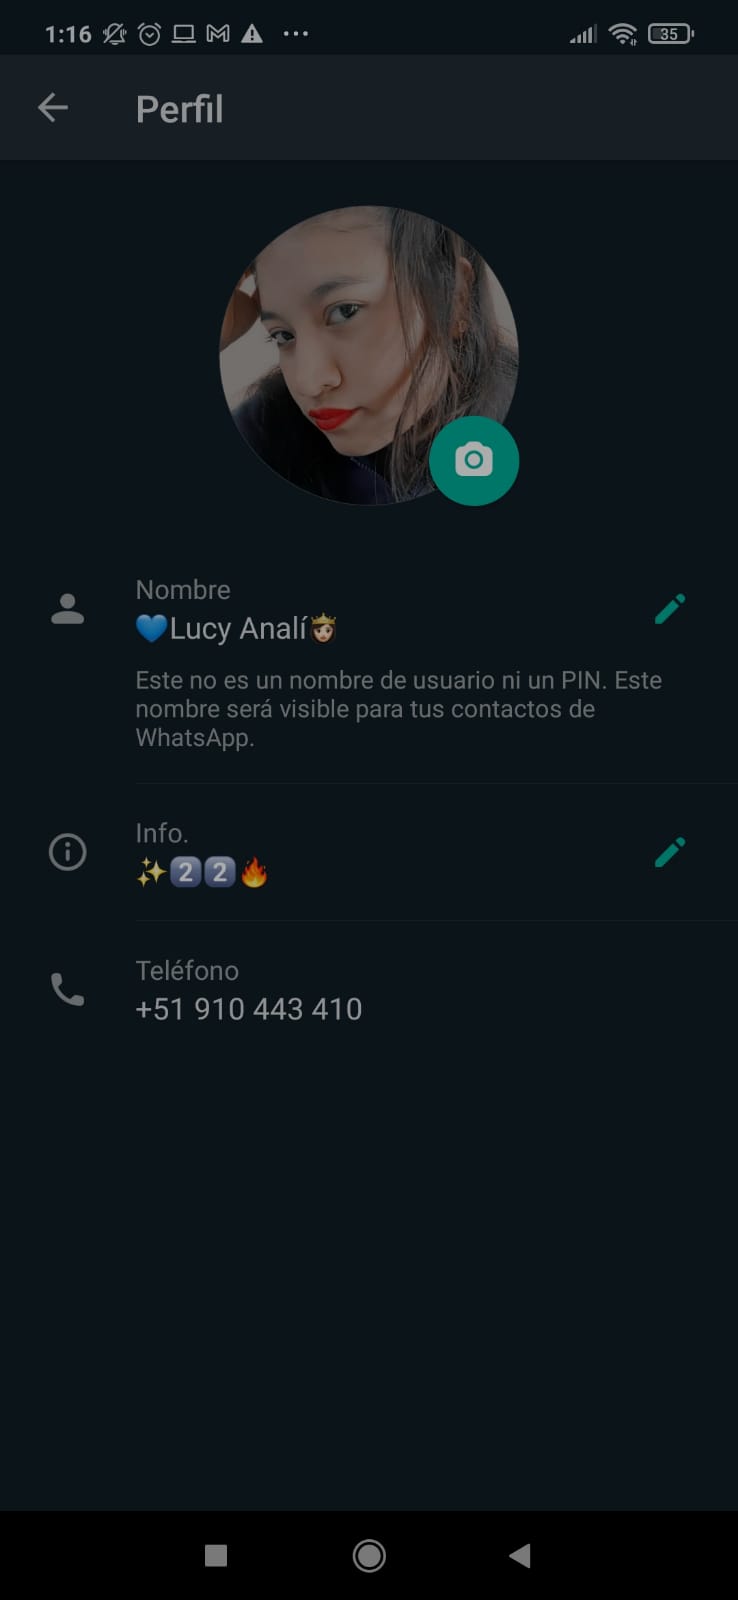 1:16 35
Perfil
Nombre
💙Lucy Analí👸🏻
Este no es un nombre de usuario ni un PIN. Este
nombre será visible para tus contactos de
WhatsApp.
Info.
✨2️⃣2️⃣🔥
Teléfono
+51 910 443 410